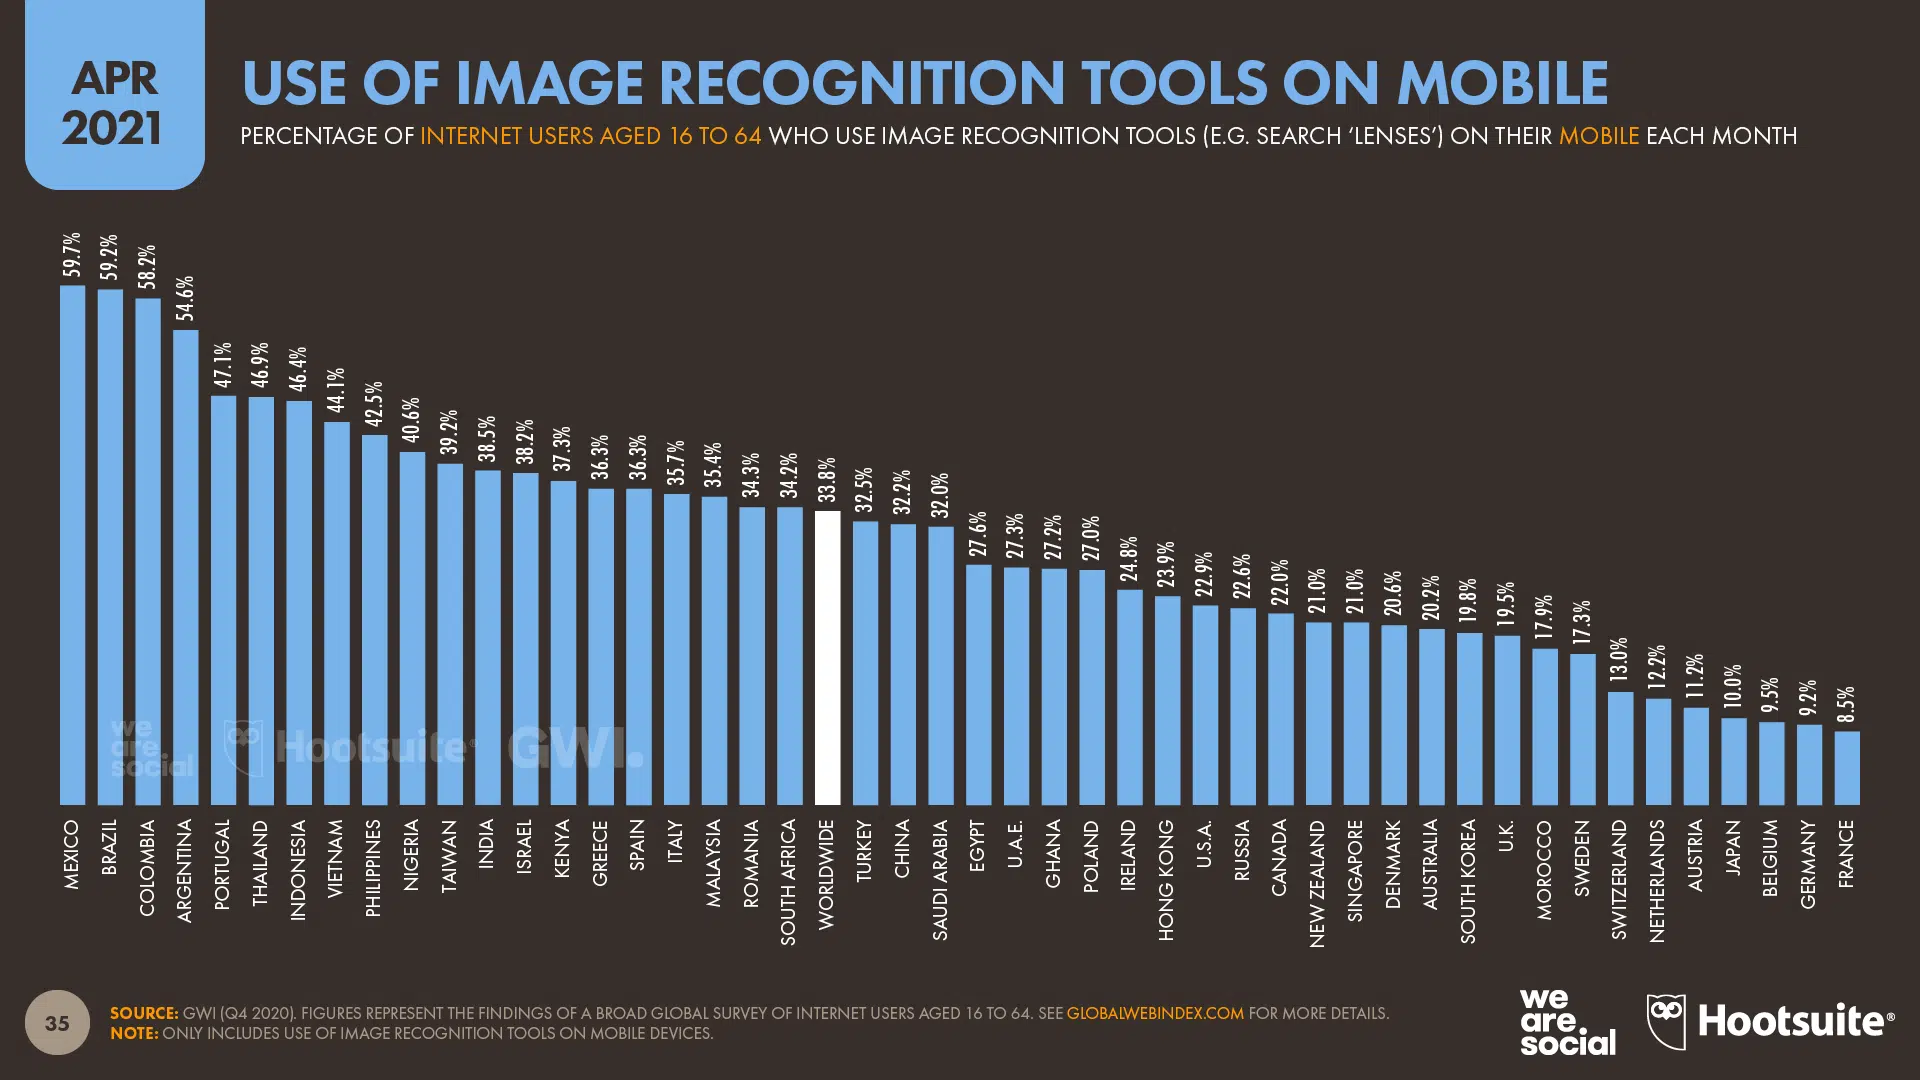 APR
2021
USE OF IMAGE RECOGNITION TOOLS ON MOBILE
PERCENTAGE OF INTERNET USERS AGED 16 TO 64 WHO USE IMAGE RECOGNITION TOOLS (E.G. SEARCH ‘LENSES’) ON THEIR MOBILE EACH MONTH
59.7%
59.2%
58.2%
54.6%
47.1%
46.9%
46.4%
44.1%
42.5%
40.6%
39.2%
38.5%
38.2%
37.3%
36.3%
36.3%
35.7%
35.4%
34.3%
34.2%
33.8%
32.5%
32.2%
32.0%
27.6%
27.3%
27.2%
27.0%
24.8%
23.9%
22.9%
22.6%
22.0%
21.0%
21.0%
20.6%
20.2%
19.8%
19.5%
17.9%
17.3%
13.0%
12.2%
11.2%
10.0%
9.5%
9.2%
8.5%
we
are
social
Hootsuite®
GWI.
MEXICO
BRAZIL
COLOMBIA
ARGENTINA
PORTUGAL
THAILAND
INDONESIA
VIETNAM
PHILIPPINES
NIGERIA
TAIWAN
INDIA
ISRAEL
KENYA
GREECE
SPAIN
ITALY
MALAYSIA
ROMANIA
SOUTH AFRICA
WORLDWIDE
TURKEY
CHINA
SAUDI ARABIA
EGYPT
U.A.E.
GHANA
POLAND
IRELAND
HONG KONG
U.S.A.
RUSSIA
CANADA
NEW ZEALAND
SINGAPORE
DENMARK
AUSTRALIA
SOUTH KOREA
U.K.
MOROCCO
SWEDEN
SWITZERLAND
NETHERLANDS
AUSTRIA
JAPAN
BELGIUM
GERMANY
FRANCE
35
SOURCE: GWI (Q4 2020). FIGURES REPRESENT THE FINDINGS OF A BROAD GLOBAL SURVEY OF INTERNET USERS AGED 16 TO 64. SEE GLOBALWEBINDEX.COM FOR MORE DETAILS.
NOTE: ONLY INCLUDES USE OF IMAGE RECOGNITION TOOLS ON MOBILE DEVICES.
we
are
social
Hootsuite®